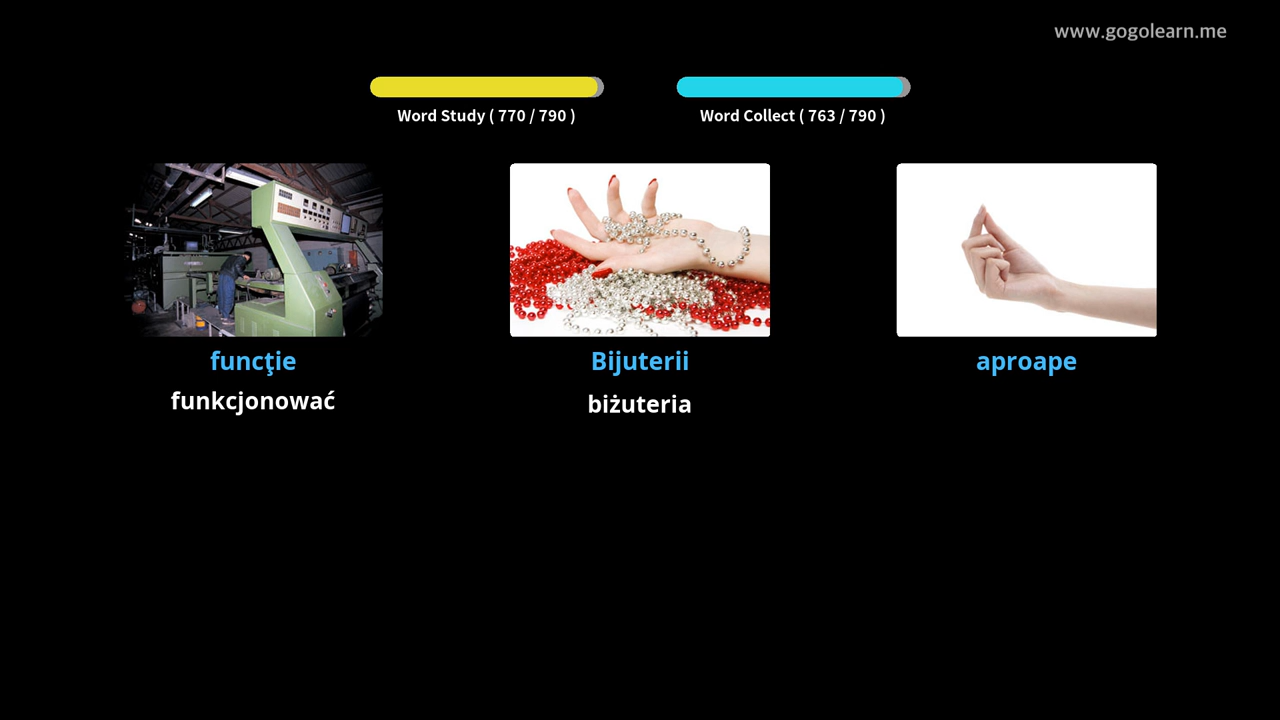 www.gogolearn.me
Word Study ( 770 / 790 )
Word Collect ( 763 / 790 )
funcţie
funkcjonować
Bijuterii
biżuteria
aproape